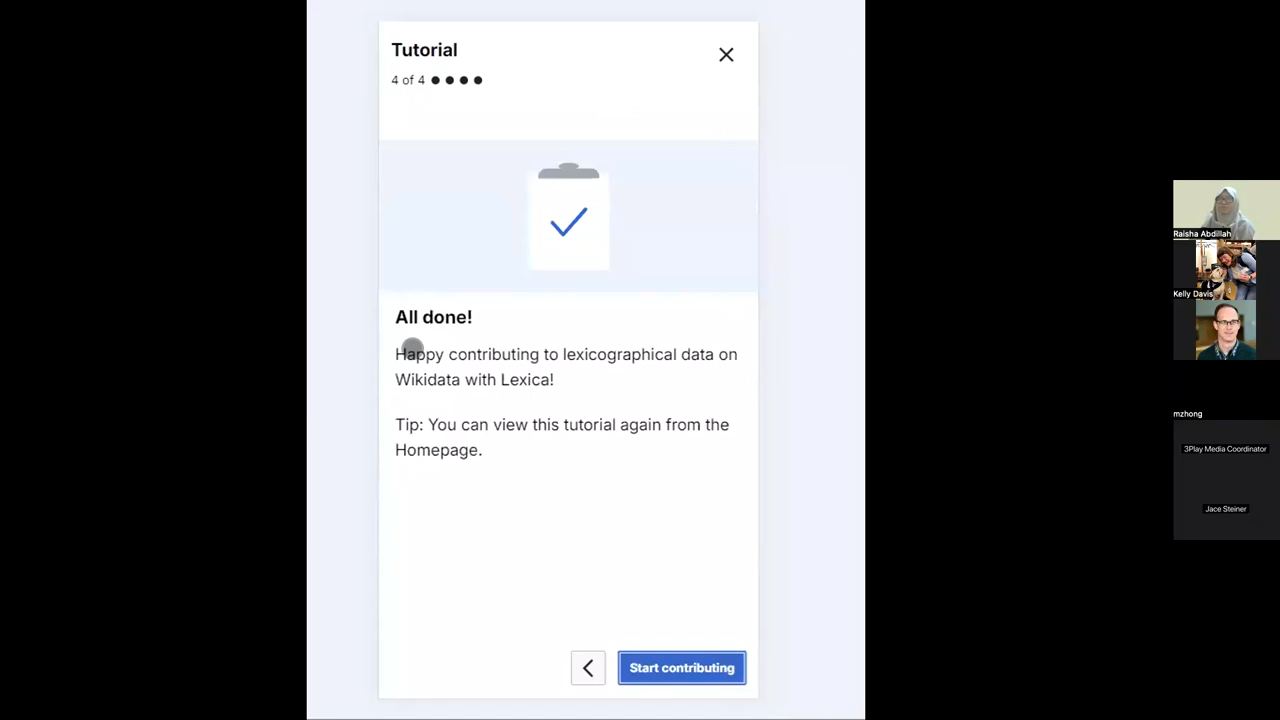 Tutorial
4 of 4
All done!
Happy contributing to lexicographical data on
Wikidata with Lexica!
Tip: You can view this tutorial again from the
Homepage.
Start contributing
Raisha Abdillah
Kelly Davis
mzhong
3Play Media Coordinator
Jace Steiner